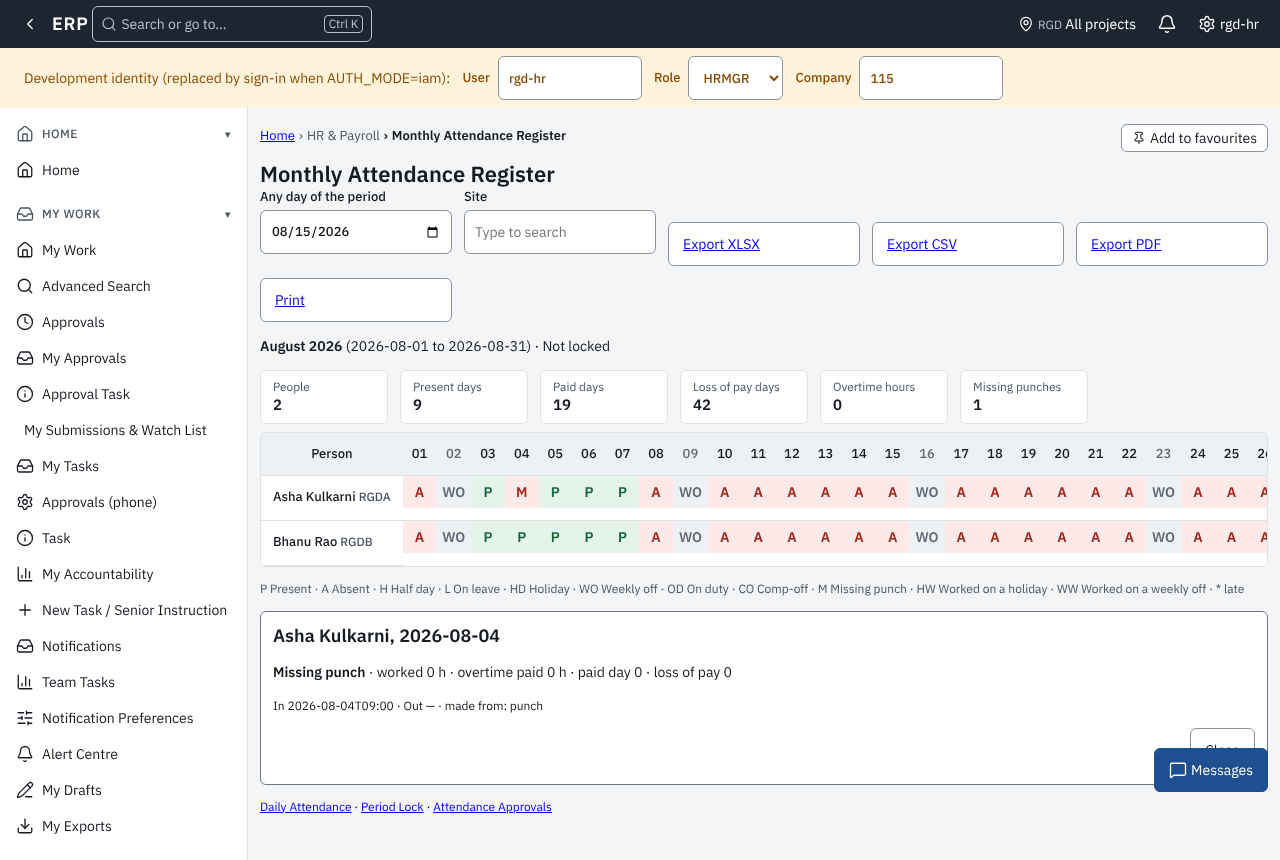 ERP
Search or go to...
Ctrl K
RGD All projects
rgd-hr
Development identity (replaced by sign-in when AUTH_MODE=iam):
User
rgd-hr
Role
HRMGR
Company
115
HOME
Home
MY WORK
My Work
Advanced Search
Approvals
My Approvals
Approval Task
My Submissions & Watch List
My Tasks
Approvals (phone)
Task
My Accountability
New Task / Senior Instruction
Notifications
Team Tasks
Notification Preferences
Alert Centre
My Drafts
My Exports
Home › HR & Payroll › Monthly Attendance Register
Add to favourites
Monthly Attendance Register
Any day of the period
08/15/2026
Site
Type to search
Export XLSX
Export CSV
Export PDF
Print
August 2026 (2026-08-01 to 2026-08-31) · Not locked
People
2
Present days
9
Paid days
19
Loss of pay days
42
Overtime hours
0
Missing punches
1
Person 01 02 03 04 05 06 07 08 09 10 11 12 13 14 15 16 17 18 19 20 21 22 23 24 25 26
Asha Kulkarni RGDA A WO P M P P P A WO A A A A A A WO A A A A A A WO A A A
Bhanu Rao RGDB A WO P P P P P A WO A A A A A A WO A A A A A A WO A A A
P Present · A Absent · H Half day · L On leave · HD Holiday · WO Weekly off · OD On duty · CO Comp-off · M Missing punch · HW Worked on a holiday · WW Worked on a weekly off · * late
Asha Kulkarni, 2026-08-04
Missing punch · worked 0 h · overtime paid 0 h · paid day 0 · loss of pay 0
In 2026-08-04T09:00 · Out — · made from: punch
Messages
Daily Attendance · Period Lock · Attendance Approvals